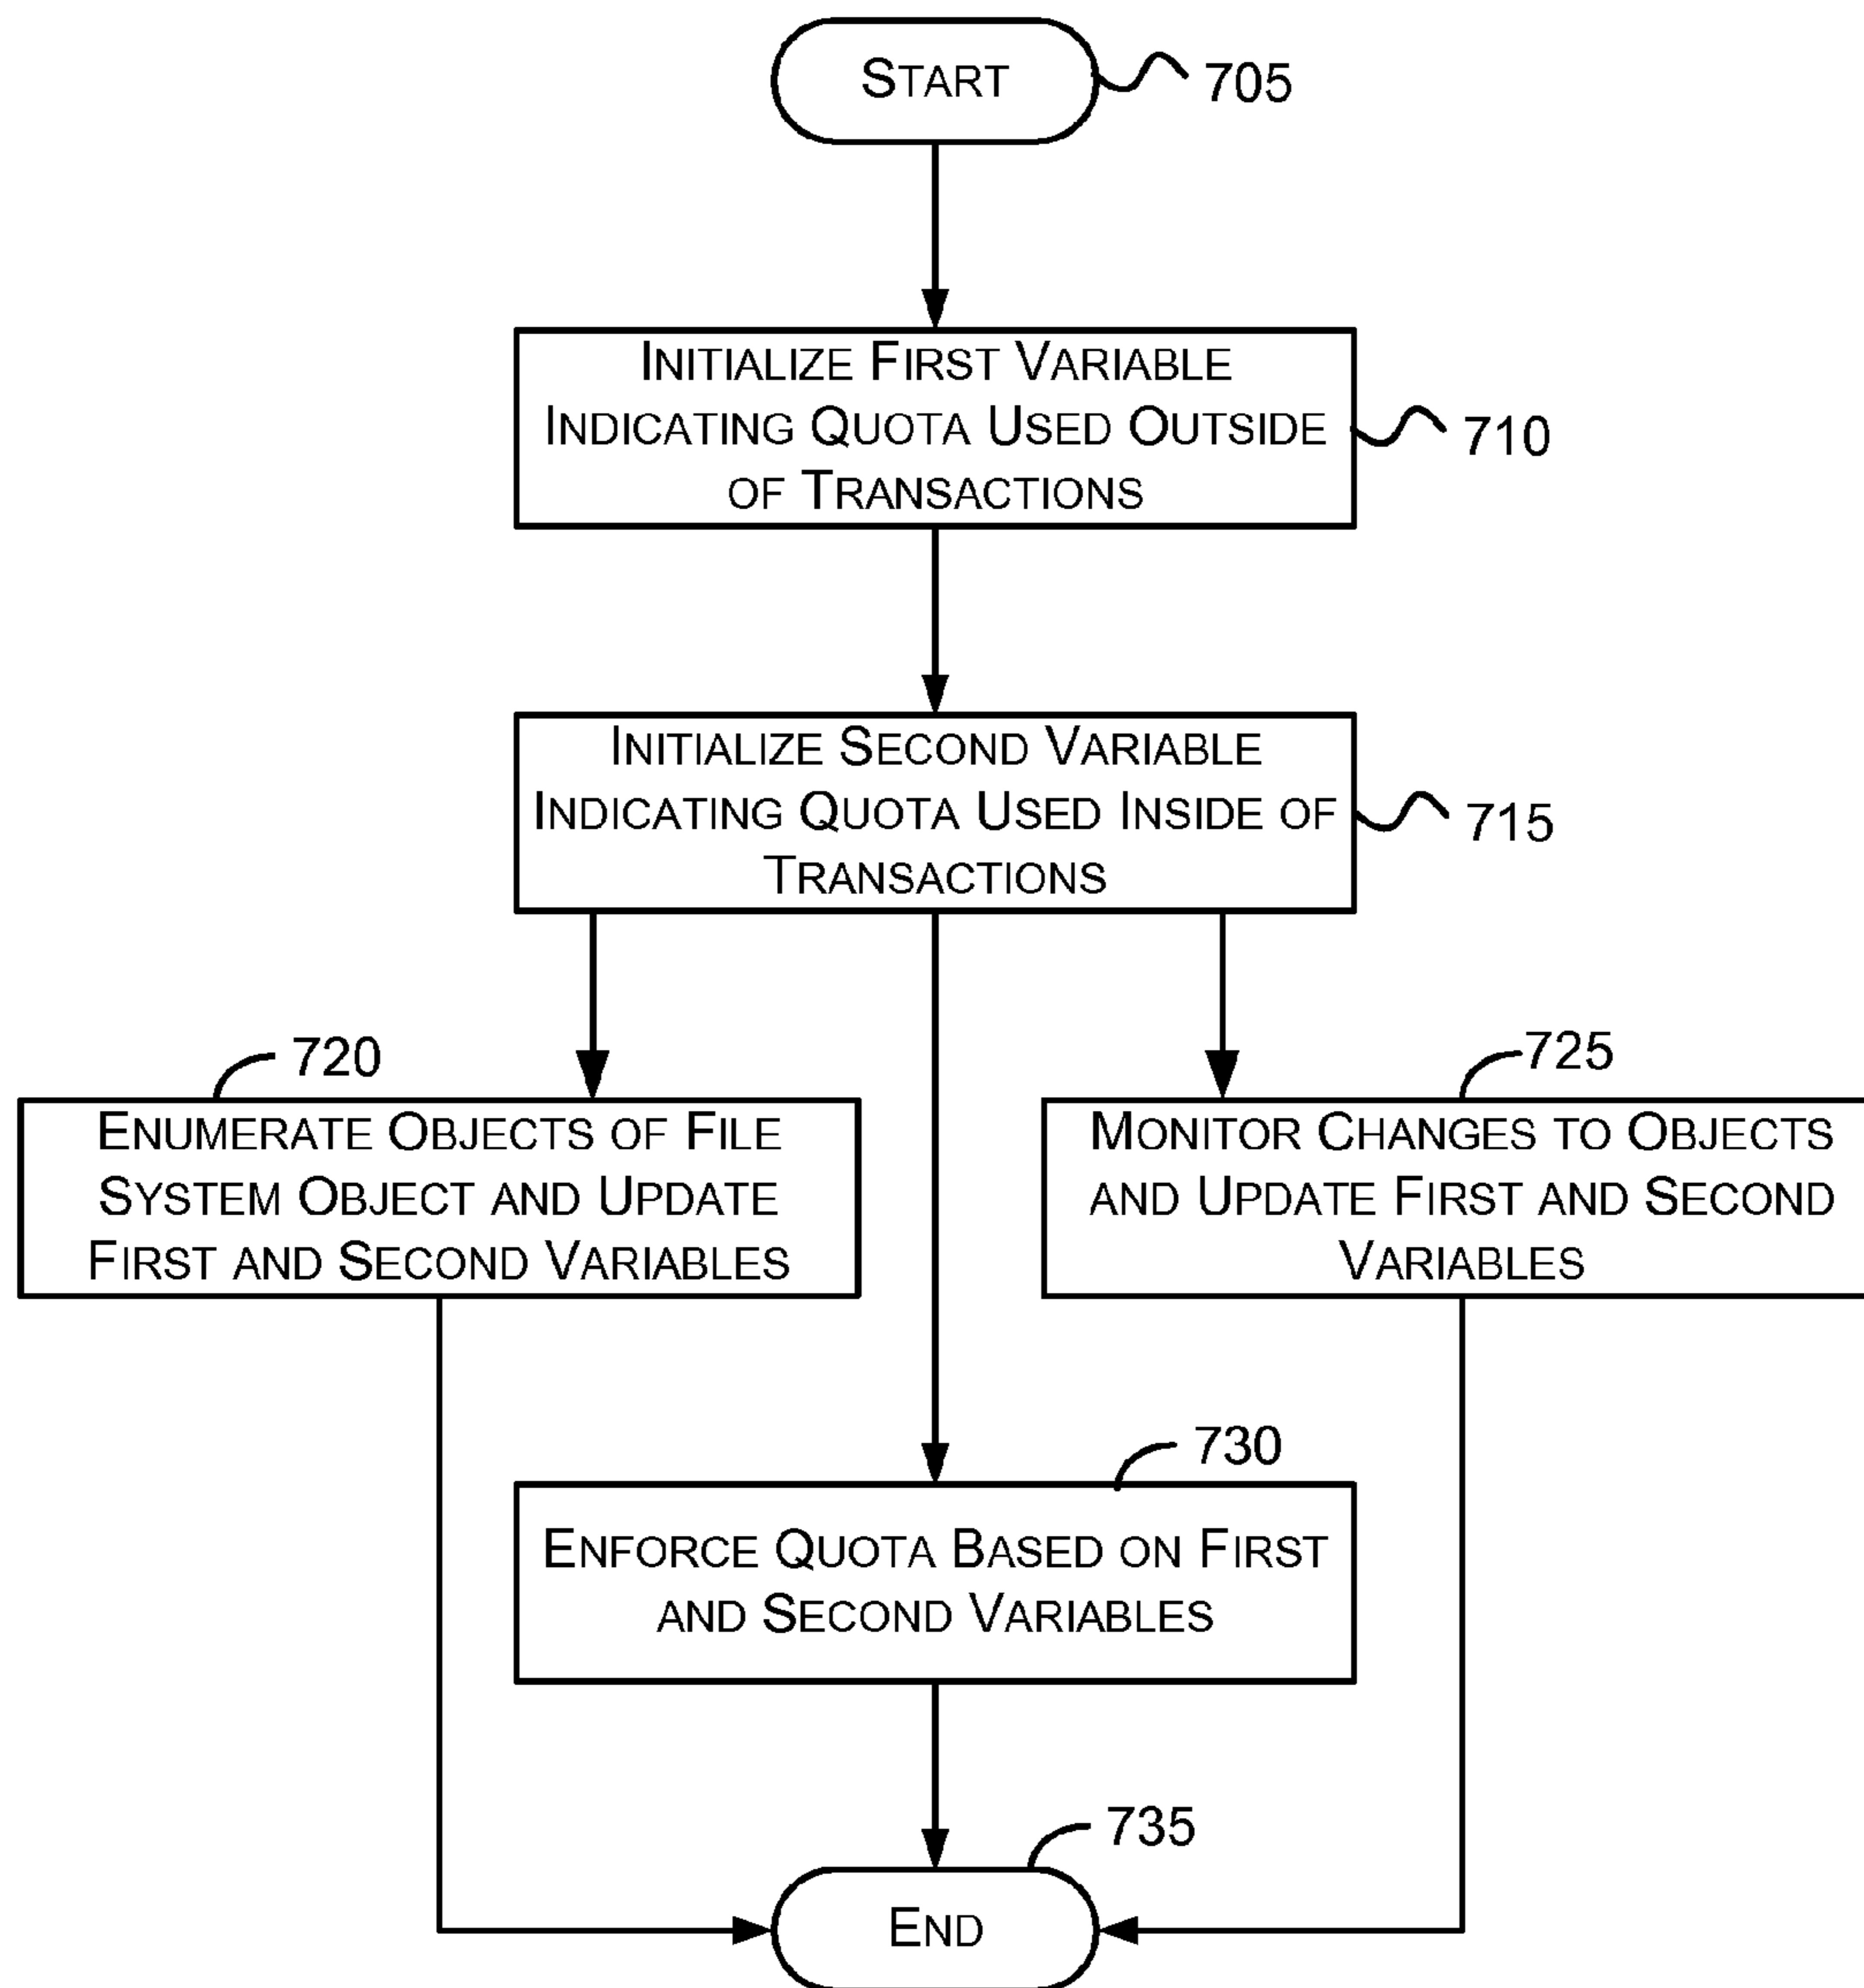 START
705
INITIALIZE FIRST VARIABLE
INDICATING QUOTA USED OUTSIDE
OF TRANSACTIONS
710
INITIALIZE SECOND VARIABLE
INDICATING QUOTA USED INSIDE OF
TRANSACTIONS
715
720
ENUMERATE OBJECTS OF FILE
SYSTEM OBJECT AND UPDATE
FIRST AND SECOND VARIABLES
725
MONITOR CHANGES TO OBJECTS
AND UPDATE FIRST AND SECOND
VARIABLES
730
ENFORCE QUOTA BASED ON FIRST
AND SECOND VARIABLES
735
END